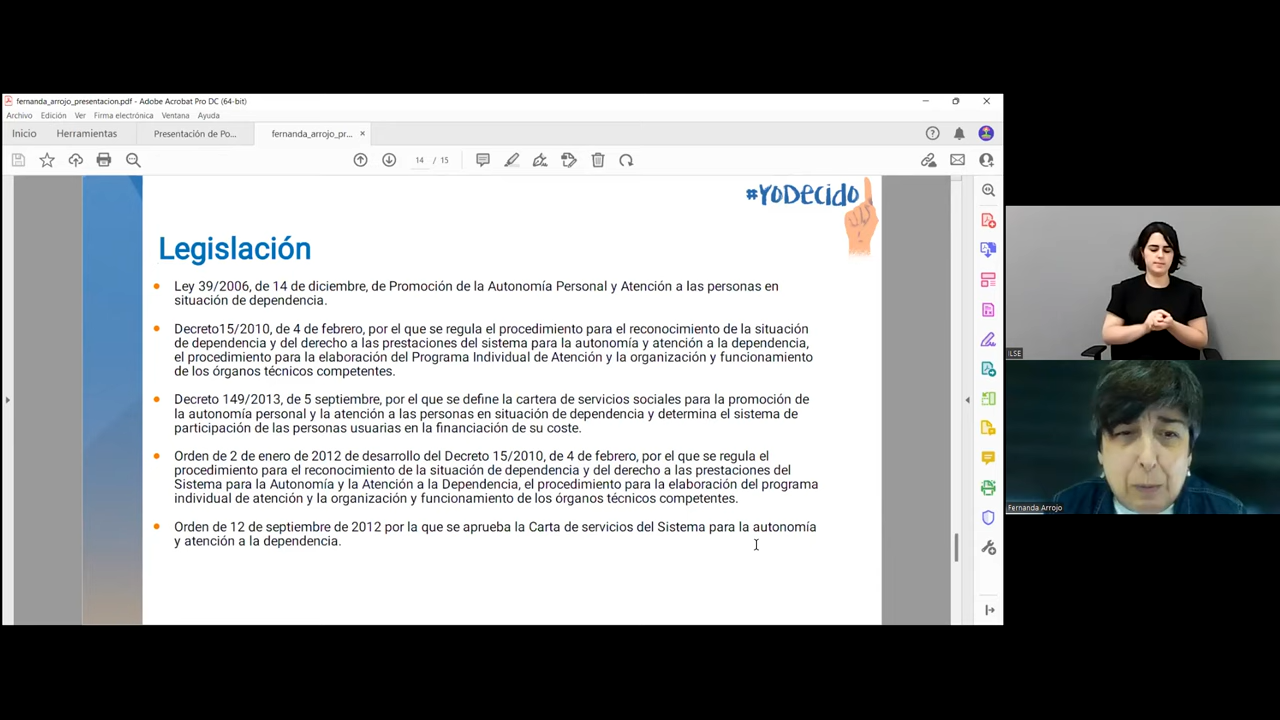 fernanda_arrojo_presentacion.pdf - Adobe Acrobat Pro DC (64-bit)
Archivo Edición Ver Firma electrónica Ventana Ayuda
Inicio Herramientas Presentación de Po... fernanda_arrojo_pr... ×
14 / 15
#YoDecido
Legislación
Ley 39/2006, de 14 de diciembre, de Promoción de la Autonomía Personal y Atención a las personas en
situación de dependencia.
Decreto15/2010, de 4 de febrero, por el que se regula el procedimiento para el reconocimiento de la situación
de dependencia y del derecho a las prestaciones del sistema para la autonomía y atención a la dependencia,
el procedimiento para la elaboración del Programa Individual de Atención y la organización y funcionamiento
de los órganos técnicos competentes.
Decreto 149/2013, de 5 septiembre, por el que se define la cartera de servicios sociales para la promoción de
la autonomía personal y la atención a las personas en situación de dependencia y determina el sistema de
participación de las personas usuarias en la financiación de su coste.
Orden de 2 de enero de 2012 de desarrollo del Decreto 15/2010, de 4 de febrero, por el que se regula el
procedimiento para el reconocimiento de la situación de dependencia y del derecho a las prestaciones del
Sistema para la Autonomía y la Atención a la Dependencia, el procedimiento para la elaboración del programa
individual de atención y la organización y funcionamiento de los órganos técnicos competentes.
Orden de 12 de septiembre de 2012 por la que se aprueba la Carta de servicios del Sistema para la autonomía
y atención a la dependencia.
ILSE
Fernanda Arrojo